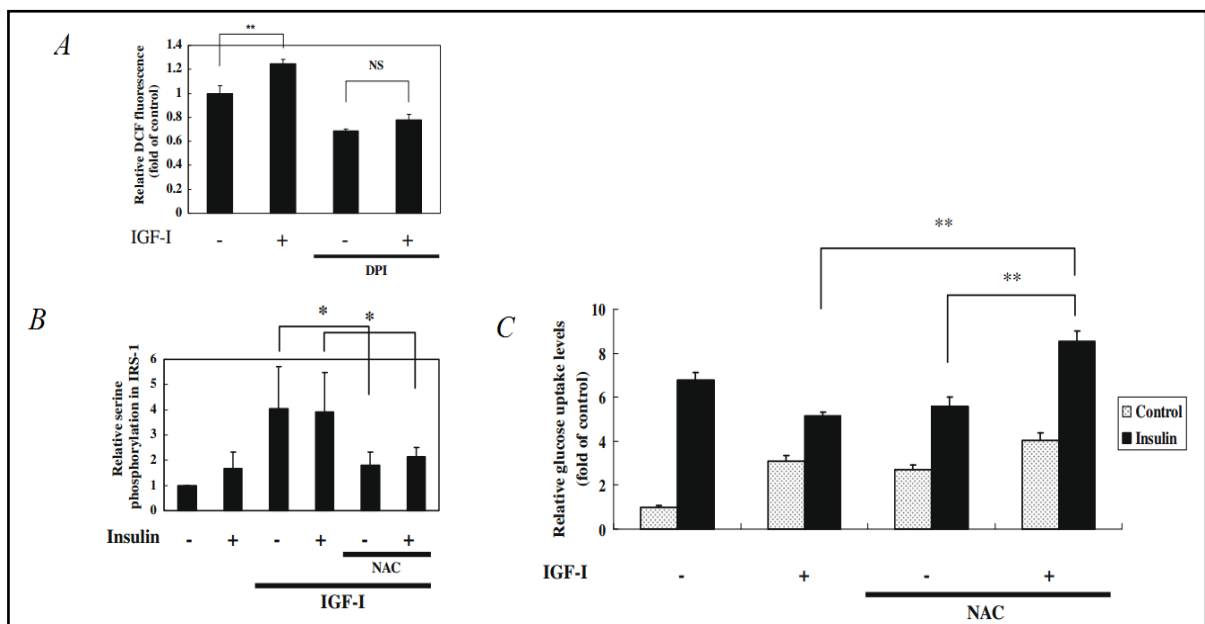 A
**
NS
Relative DCF fluorescence
(fold of control)
1.4
1.2
1
0.8
0.6
0.4
0.2
0
IGF-I - + - +
DPI
B
* *
Relative serine
phosphorylation in IRS-1
6
5
4
3
2
1
0
Insulin - + - + - +
NAC
IGF-I
C
**
**
Relative glucose uptake levels
(fold of control)
10
8
6
4
2
0
Control
Insulin
IGF-I - + - +
NAC